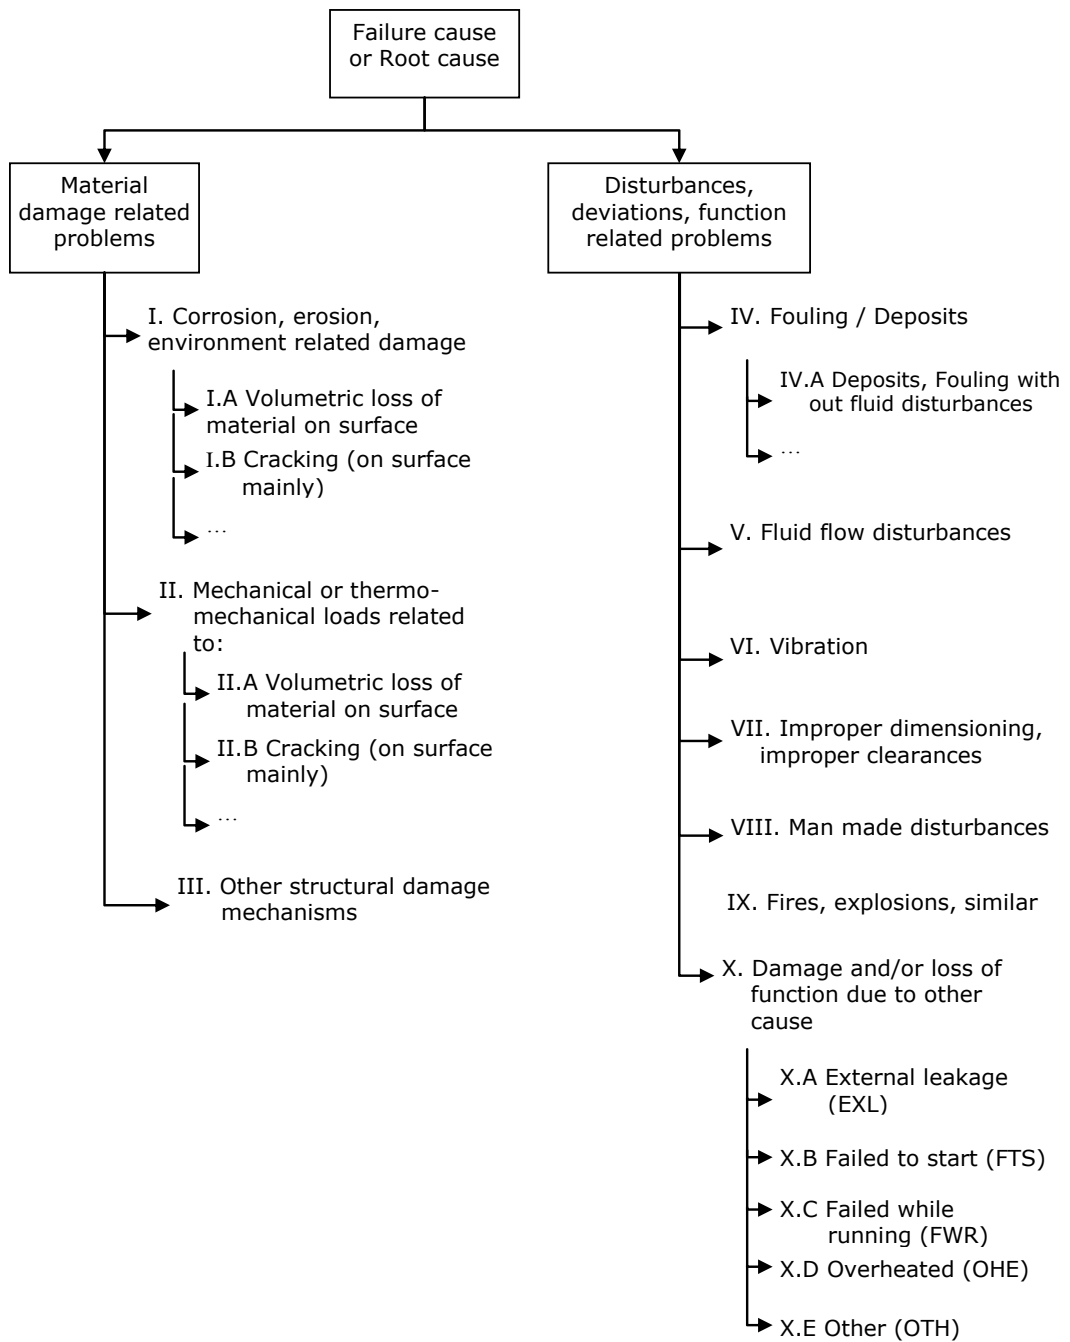 Failure cause
or Root cause
Material
damage related
problems
Disturbances,
deviations, function
related problems
I. Corrosion, erosion,
environment related damage
I.A Volumetric loss of
material on surface
I.B Cracking (on surface
mainly)
...
II. Mechanical or thermo-
mechanical loads related
to:
II.A Volumetric loss of
material on surface
II.B Cracking (on surface
mainly)
...
III. Other structural damage
mechanisms
IV. Fouling / Deposits
IV.A Deposits, Fouling with
out fluid disturbances
...
V. Fluid flow disturbances
VI. Vibration
VII. Improper dimensioning,
improper clearances
VIII. Man made disturbances
IX. Fires, explosions, similar
X. Damage and/or loss of
function due to other
cause
X.A External leakage
(EXL)
X.B Failed to start (FTS)
X.C Failed while
running (FWR)
X.D Overheated (OHE)
X.E Other (OTH)